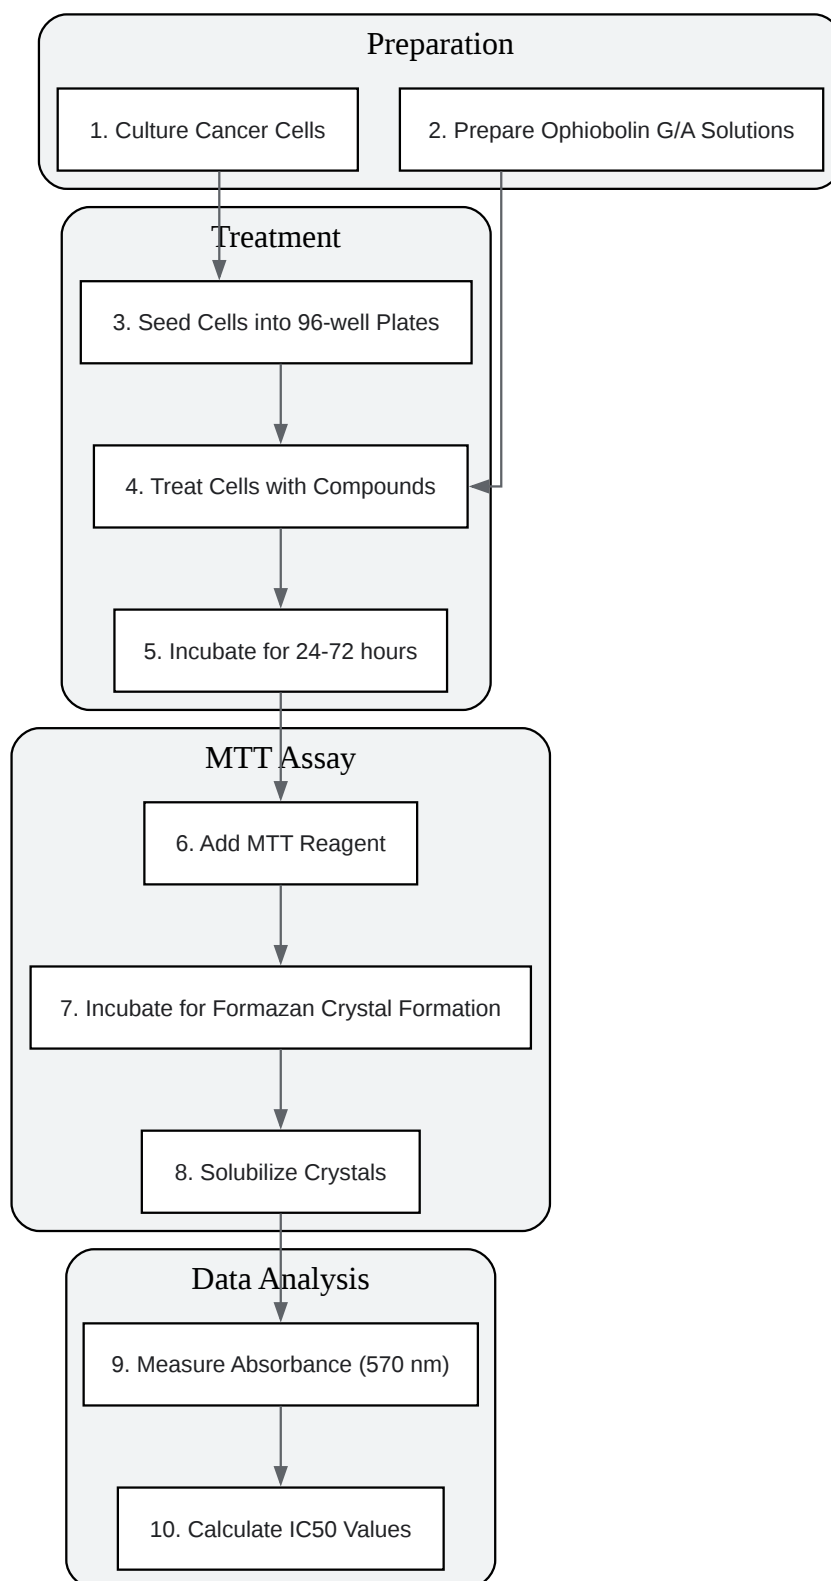 Preparation
1. Culture Cancer Cells
2. Prepare Ophiobolin G/A Solutions
Treatment
3. Seed Cells into 96-well Plates
4. Treat Cells with Compounds
5. Incubate for 24-72 hours
MTT Assay
6. Add MTT Reagent
7. Incubate for Formazan Crystal Formation
8. Solubilize Crystals
Data Analysis
9. Measure Absorbance (570 nm)
10. Calculate IC50 Values